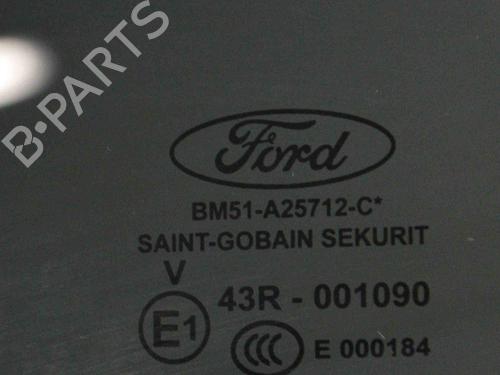 B-PARTS
Ford
BM51-A25712-C*
SAINT-GOBAIN SEKURIT
V
43R - 001090
E1
CCC
E 000184